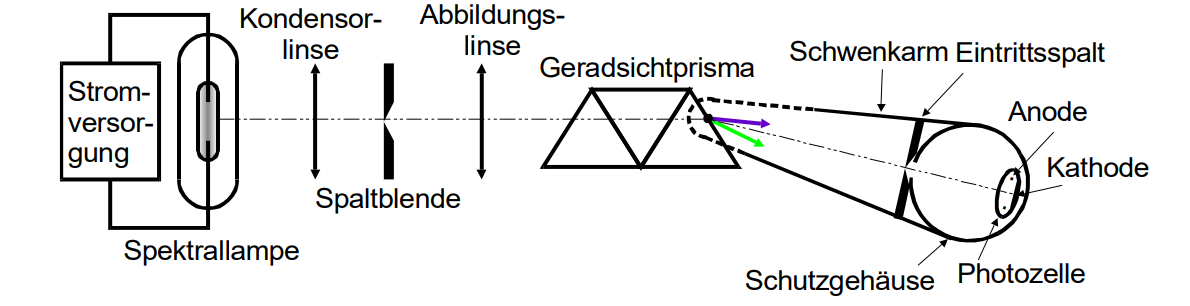 Kondensor-
linse
Abbildungs-
linse
Schwenkarm
Eintrittsspalt
Geradsichtprisma
Strom-
versor-
gung
Anode
Kathode
Spaltblende
Spektrallampe
Schutzgehäuse
Photozelle